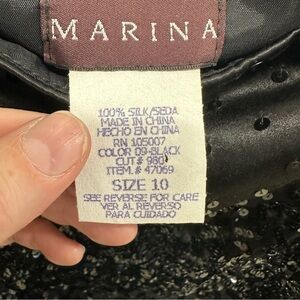 MARINA
100% SILK/SEDA
MADE IN CHINA
HECHO EN CHINA
RN 105007
COLOR 09-BLACK
CUT# 980
ITEM.# 47069
SIZE 10
SEE REVERSE FOR CARE
VER AL REVERSO
PARA CUIDADO